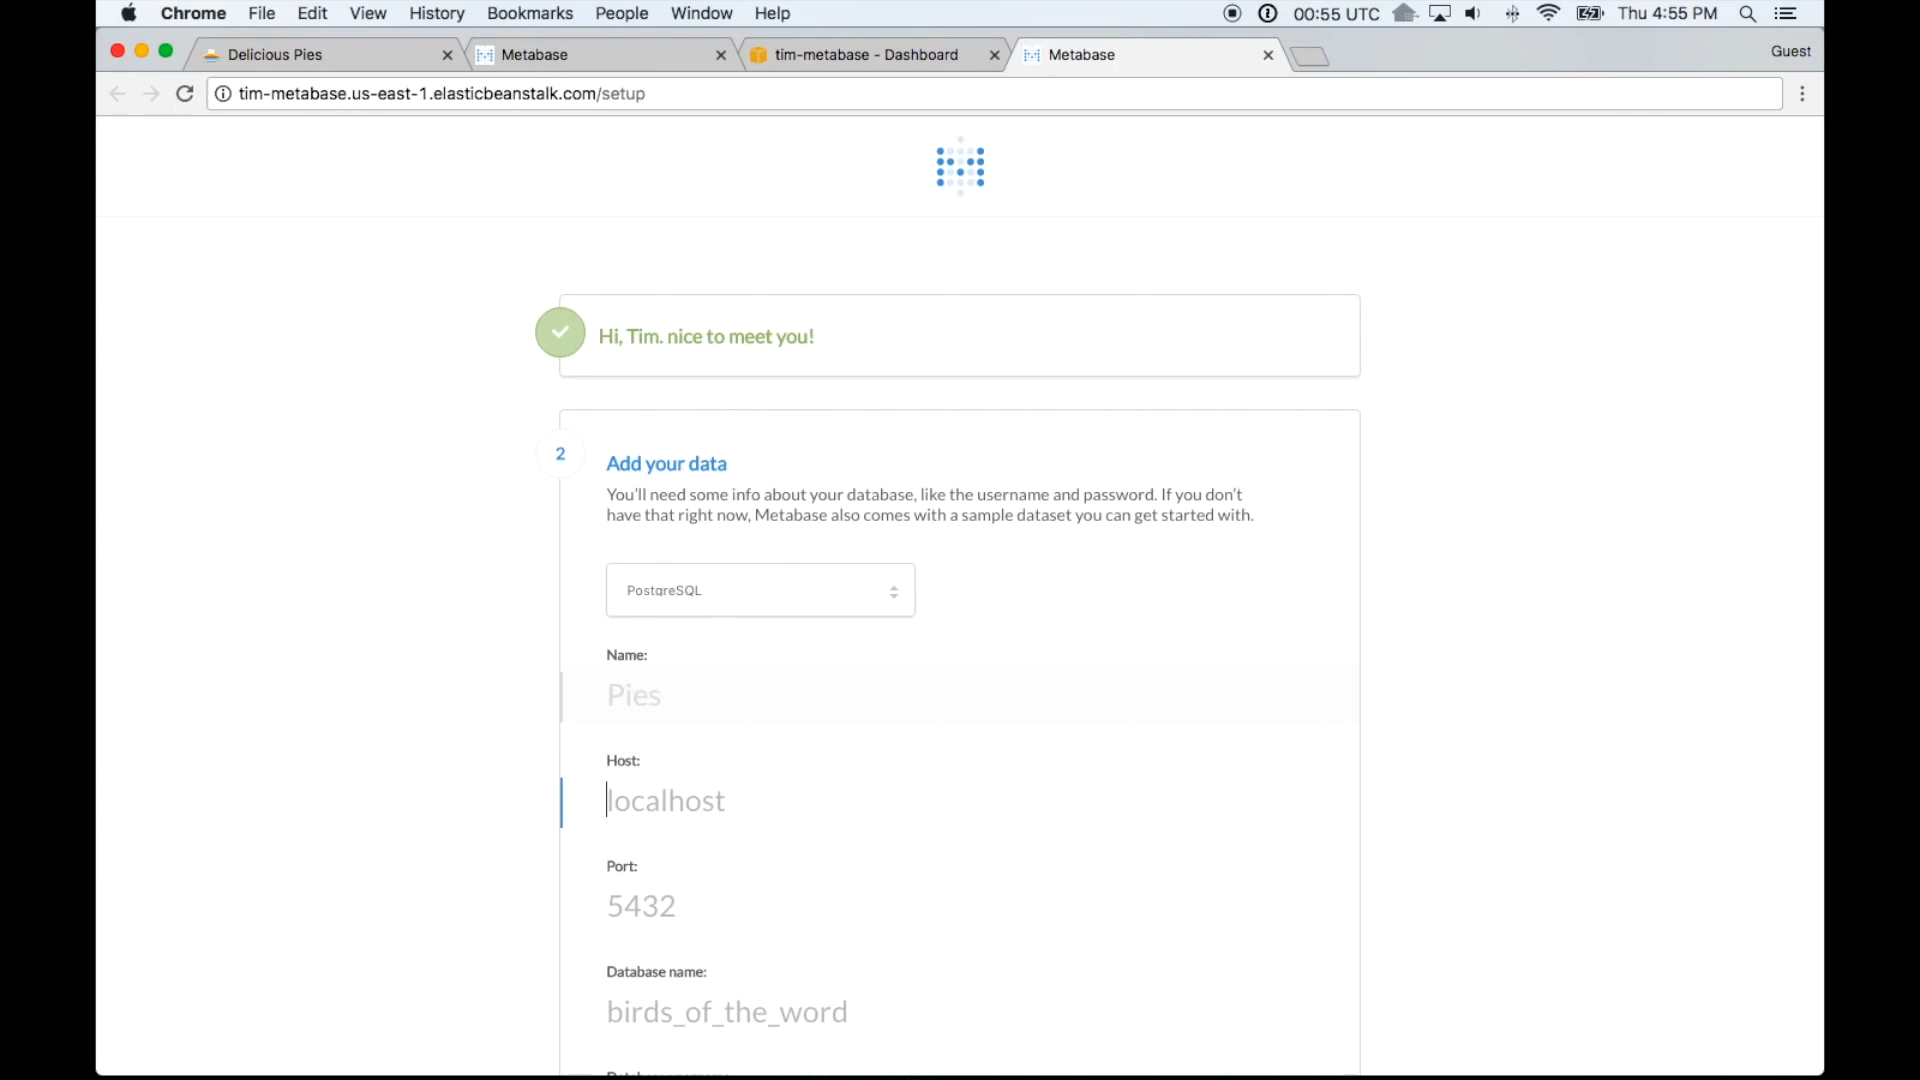 Chrome File Edit View History Bookmarks People Window Help 00:55 UTC Thu 4:55 PM
Delicious Pies Metabase tim-metabase - Dashboard Metabase Guest
tim-metabase.us-east-1.elasticbeanstalk.com/setup
Hi, Tim. nice to meet you!
2 Add your data
You'll need some info about your database, like the username and password. If you don't
have that right now, Metabase also comes with a sample dataset you can get started with.
PostgreSQL
Name:
Pies
Host:
localhost
Port:
5432
Database name:
birds_of_the_word